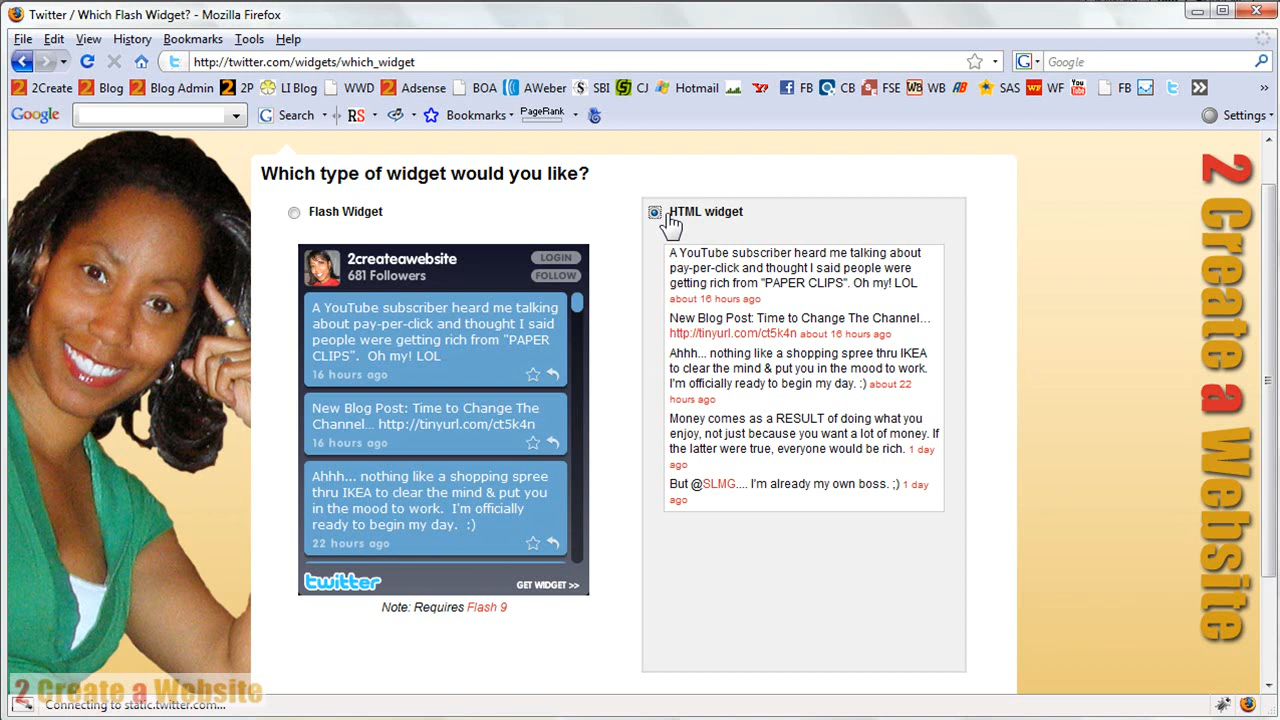 Twitter / Which Flash Widget? - Mozilla Firefox
File Edit View History Bookmarks Tools Help
http://twitter.com/widgets/which_widget
Google
2Create Blog Blog Admin 2P LI Blog WWD Adsense BOA AWeber SBI CJ Hotmail FB CB FSE WB WB SAS WF YouTube FB
Google Search RS Bookmarks PageRank Settings
Which type of widget would you like?
Flash Widget
2createawebsite
681 Followers
LOGIN
FOLLOW
A YouTube subscriber heard me talking
about pay-per-click and thought I said
people were getting rich from "PAPER
CLIPS". Oh my! LOL
16 hours ago
New Blog Post: Time to Change The
Channel... http://tinyurl.com/ct5k4n
16 hours ago
Ahhh... nothing like a shopping spree
thru IKEA to clear the mind & put you
in the mood to work. I'm officially
ready to begin my day. :)
22 hours ago
twitter
GET WIDGET >>
Note: Requires Flash 9
HTML widget
A YouTube subscriber heard me talking about
pay-per-click and thought I said people were
getting rich from "PAPER CLIPS". Oh my! LOL
about 16 hours ago
New Blog Post: Time to Change The Channel...
http://tinyurl.com/ct5k4n about 16 hours ago
Ahhh... nothing like a shopping spree thru IKEA
to clear the mind & put you in the mood to work.
I'm officially ready to begin my day. :) about 22
hours ago
Money comes as a RESULT of doing what you
enjoy, not just because you want a lot of money. If
the latter were true, everyone would be rich. 1 day
ago
But @SLMG.... I'm already my own boss. ;) 1 day
ago
2 Create a Website
2 Create a Website
Connecting to static.twitter.com...